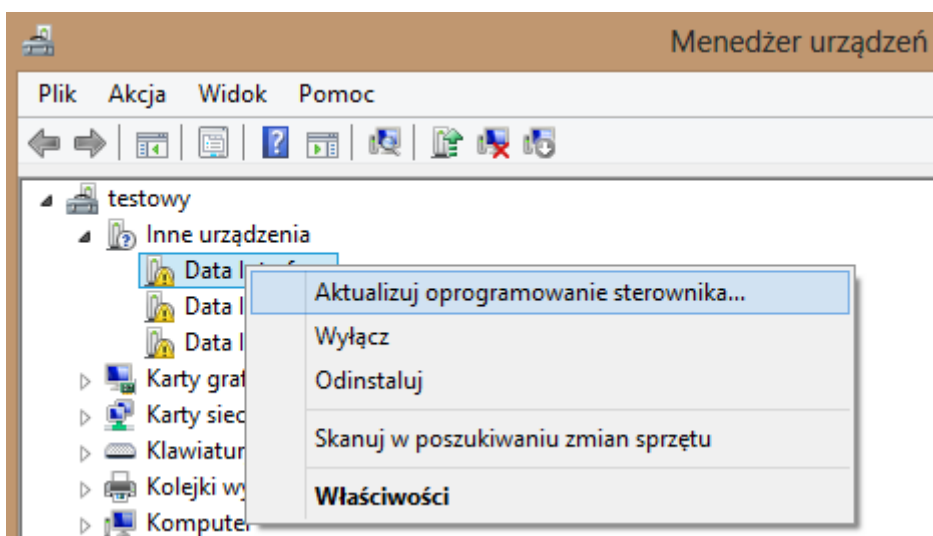 Menedżer urządzeń
Plik Akcja Widok Pomoc
testowy
Inne urządzenia
Data
Aktualizuj oprogramowanie sterownika...
Data
Wyłącz
Data
Karty
Odinstaluj
Karty
Skanuj w poszukiwaniu zmian sprzętu
Kolejki
Właściwości
Komputer